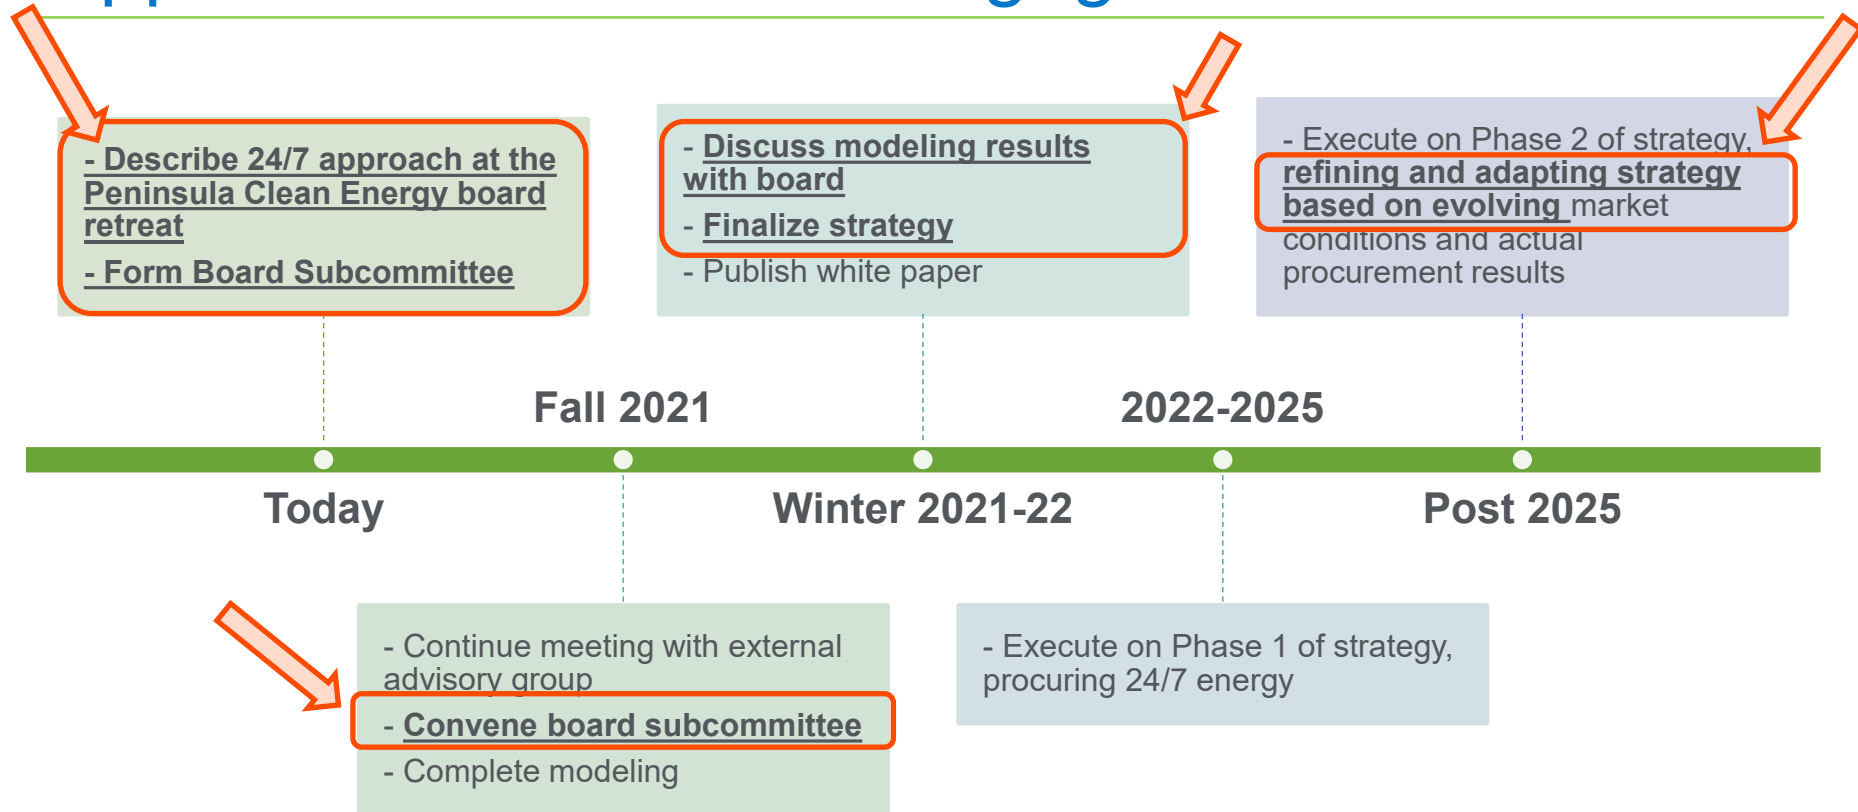 - Describe 24/7 approach at the
Peninsula Clean Energy board
retreat
- Form Board Subcommittee
- Discuss modeling results
with board
- Finalize strategy
- Publish white paper
- Execute on Phase 2 of strategy,
refining and adapting strategy
based on evolving market
conditions and actual
procurement results
Fall 2021
2022-2025
Today
Winter 2021-22
Post 2025
- Continue meeting with external
advisory group
- Convene board subcommittee
- Complete modeling
- Execute on Phase 1 of strategy,
procuring 24/7 energy